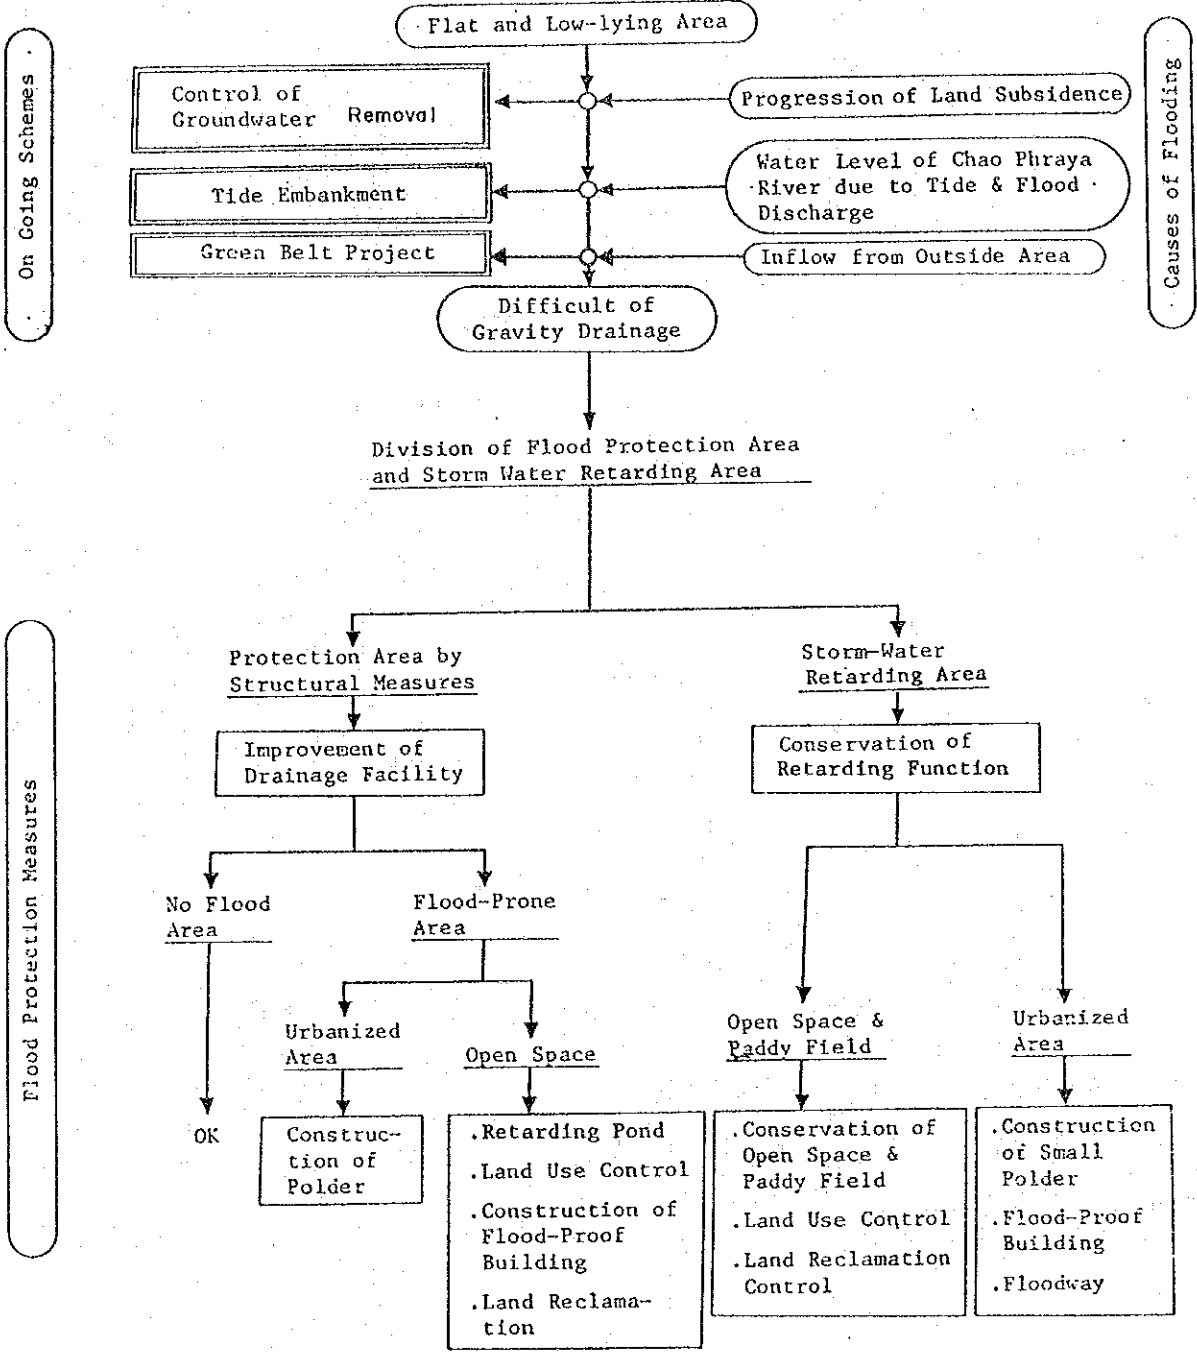 Flat and Low-lying Area
On Going Schemes
Causes of Flooding
Control of
Groundwater Removal
Progression of Land Subsidence
Tide Embankment
Water Level of Chao Phraya
River due to Tide & Flood
Discharge
Green Belt Project
Inflow from Outside Area
Difficult of
Gravity Drainage
Division of Flood Protection Area
and Storm Water Retarding Area
Flood Protection Measures
Protection Area by
Structural Measures
Storm-Water
Retarding Area
Improvement of
Drainage Facility
Conservation of
Retarding Function
No Flood
Area
Flood-Prone
Area
Urbanized
Area
Open Space
Open Space &
Paddy Field
Urbanized
Area
OK
Construc-
tion of
Polder
.Retarding Pond
.Land Use Control
.Construction of
Flood-Proof
Building
.Land Reclama-
tion
.Conservation of
Open Space &
Paddy Field
.Land Use Control
.Land Reclamation
Control
.Construction
of Small
Polder
.Flood-Proof
Building
.Floodway